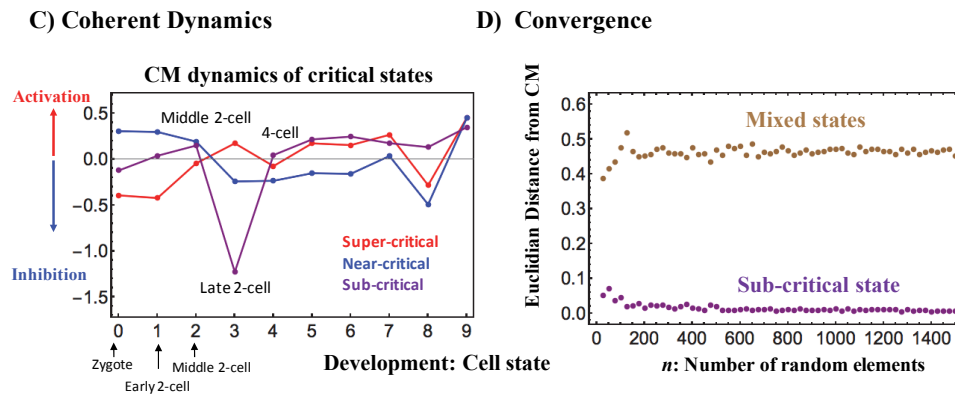 C) Coherent Dynamics
CM dynamics of critical states
Activation
Inhibition
0.5
0.0
-0.5
-1.0
-1.5
Middle 2-cell
4-cell
Late 2-cell
Super-critical
Near-critical
Sub-critical
0 1 2 3 4 5 6 7 8 9
Zygote
Early 2-cell
Middle 2-cell
Development: Cell state
D) Convergence
Euclidian Distance from CM
0.6
0.5
0.4
0.3
0.2
0.1
0.0
Mixed states
Sub-critical state
0 200 400 600 800 1000 1200 1400
n: Number of random elements